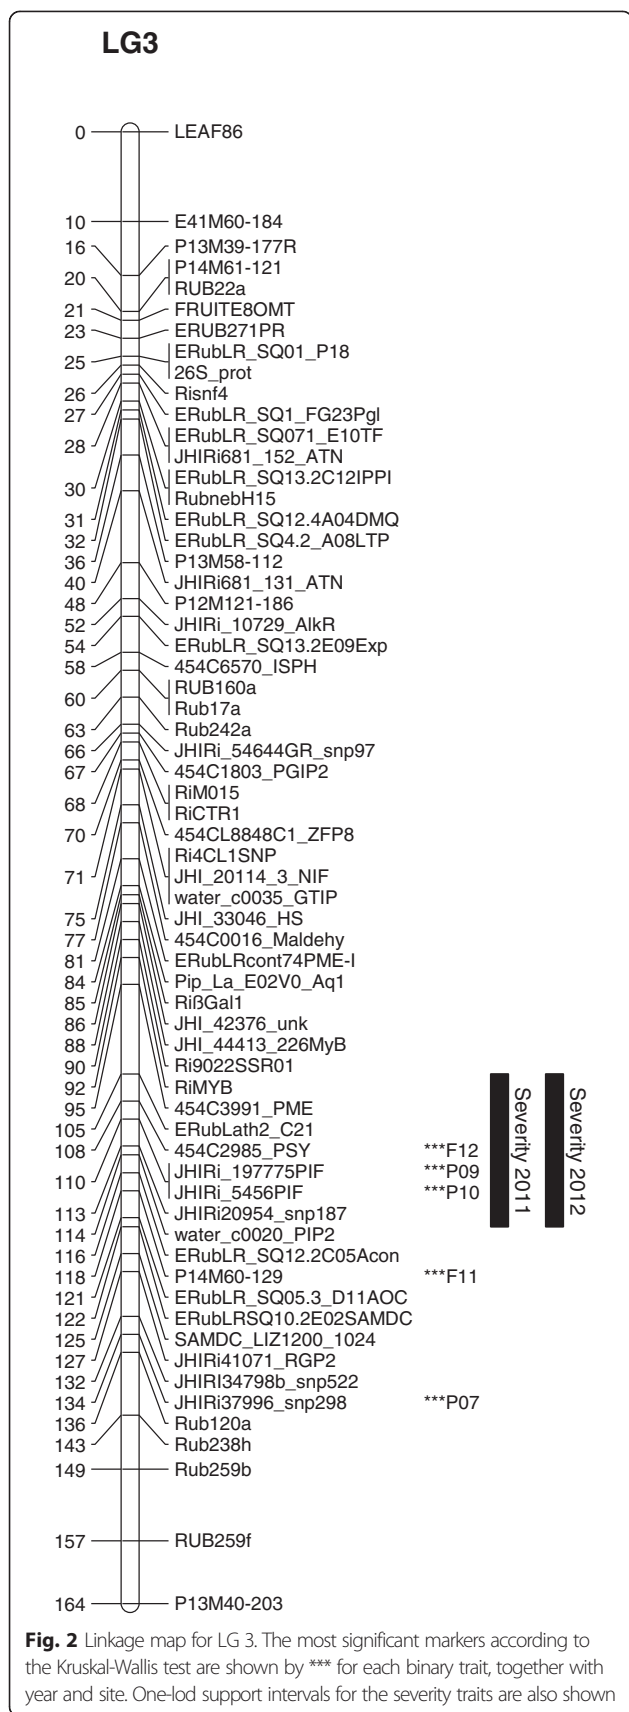 LG3
0 LEAF86
10 E41M60-184
16 P13M39-177R
20 P14M61-121
RUB22a
21 FRUITE8OMT
23 ERUB271PR
25 ERubLR_SQ01_P18
26S_prot
26 Risnf4
27 ERubLR_SQ1_FG23Pgl
28 ERubLR_SQ071_E10TF
JHIRi681_152_ATN
30 ERubLR_SQ13.2C12IPPI
RubnebH15
31 ERubLR_SQ12.4A04DMQ
32 ERubLR_SQ4.2_A08LTP
36 P13M58-112
40 JHIRi681_131_ATN
48 P12M121-186
52 JHIRi_10729_AlkR
54 ERubLR_SQ13.2E09Exp
58 454C6570_ISPH
60 RUB160a
Rub17a
63 Rub242a
66 JHIRi_54644GR_snp97
67 454C1803_PGIP2
68 RiM015
RiCTR1
70 454CL8848C1_ZFP8
71 Ri4CL1SNP
JHI_20114_3_NIF
water_c0035_GTIP
75 JHI_33046_HS
77 454C0016_Maldehy
81 ERubLRcont74PME-I
84 Pip_La_E02V0_Aq1
85 RißGal1
86 JHI_42376_unk
88 JHI_44413_226MyB
90 Ri9022SSR01
92 RiMYB
95 454C3991_PME
105 ERubLath2_C21
108 454C2985_PSY ***F12
110 JHIRi_197775PIF ***P09
JHIRi_5456PIF ***P10
113 JHIRi20954_snp187
114 water_c0020_PIP2
116 ERubLR_SQ12.2C05Acon
118 P14M60-129 ***F11
121 ERubLR_SQ05.3_D11AOC
122 ERubLRSQ10.2E02SAMDC
125 SAMDC_LIZ1200_1024
127 JHIRi41071_RGP2
132 JHIRI34798b_snp522
134 JHIRi37996_snp298 ***P07
136 Rub120a
143 Rub238h
149 Rub259b
157 RUB259f
164 P13M40-203
Severity 2011
Severity 2012
Fig. 2 Linkage map for LG 3. The most significant markers according to
the Kruskal-Wallis test are shown by *** for each binary trait, together with
year and site. One-lod support intervals for the severity traits are also shown